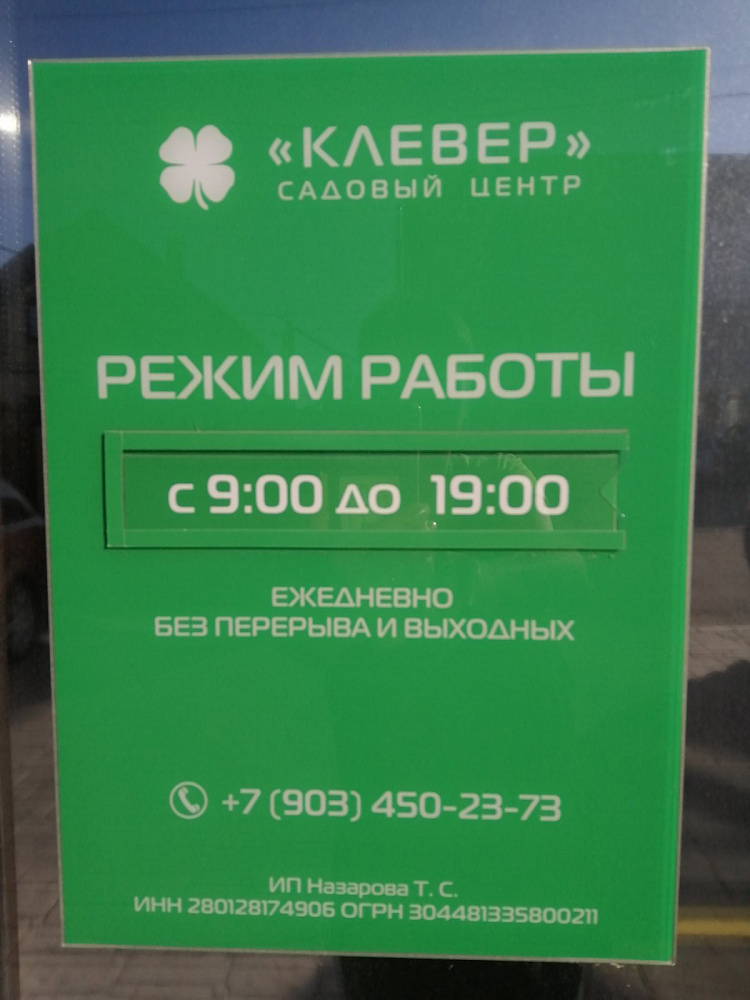 «КЛЕВЕР»
САДОВЫЙ ЦЕНТР
РЕЖИМ РАБОТЫ
с 9:00 до 19:00
ЕЖЕДНЕВНО
БЕЗ ПЕРЕРЫВА И ВЫХОДНЫХ
+7 (903) 450-23-73
ИП Назарова Т. С.
ИНН 280128174906 ОГРН 304481335800211